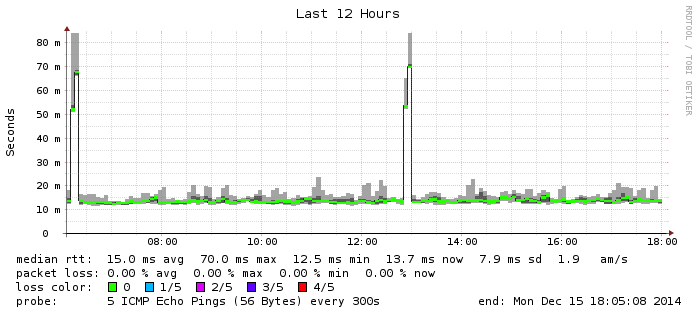 Last 12 Hours
RRDTOOL / TOBI OETIKER
Seconds
80 m
70 m
60 m
50 m
40 m
30 m
20 m
10 m
0
08:00 10:00 12:00 14:00 16:00 18:00
median rtt: 15.0 ms avg 70.0 ms max 12.5 ms min 13.7 ms now 7.9 ms sd 1.9 am/s
packet loss: 0.00 % avg 0.00 % max 0.00 % min 0.00 % now
loss color: 0 1/5 2/5 3/5 4/5
probe: 5 ICMP Echo Pings (56 Bytes) every 300s end: Mon Dec 15 18:05:08 2014